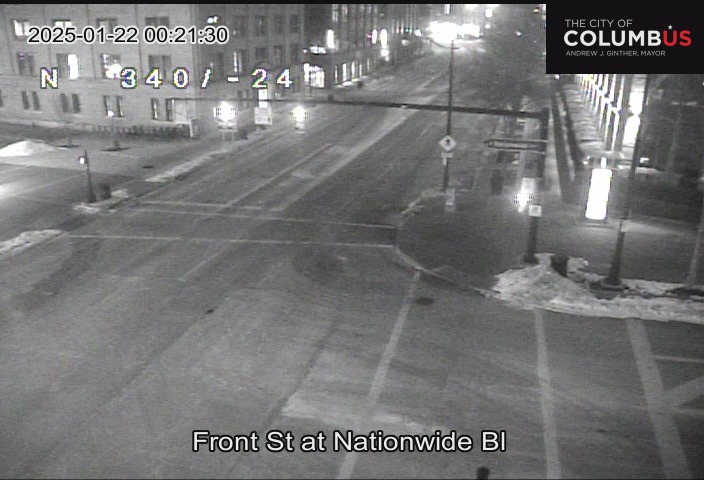 2025-01-22 00:21:30
THE CITY OF
COLUMBUS
ANDREW J. GINTHER, MAYOR
N 340/-24
Front St at Nationwide Bl